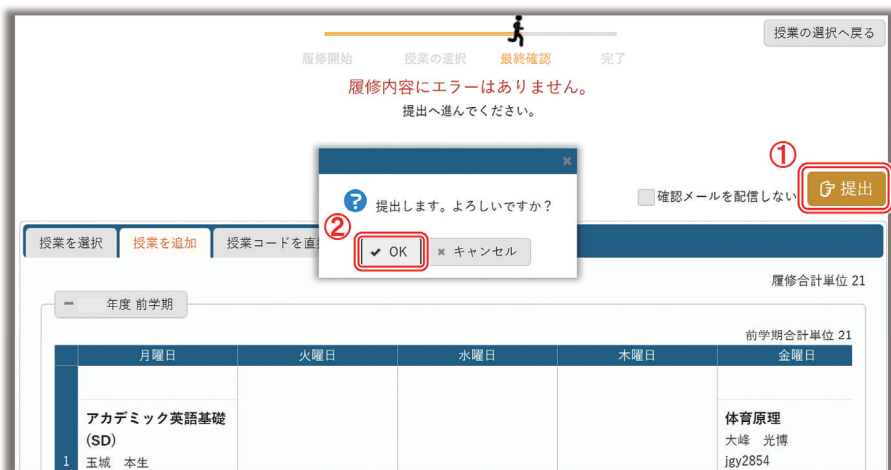 授業の選択へ戻る
履修開始 授業の選択 最終確認 完了
履修内容にエラーはありません。
提出へ進んでください。
①
提出
確認メールを配信しない
提出します。よろしいですか？
②
OK キャンセル
授業を選択 授業を追加 授業コードを直
履修合計単位 21
年度 前学期
前学期合計単位 21
月曜日 火曜日 水曜日 木曜日 金曜日
アカデミック英語基礎
(SD)
1 玉城 本生
体育原理
大峰 光博
jgy2854